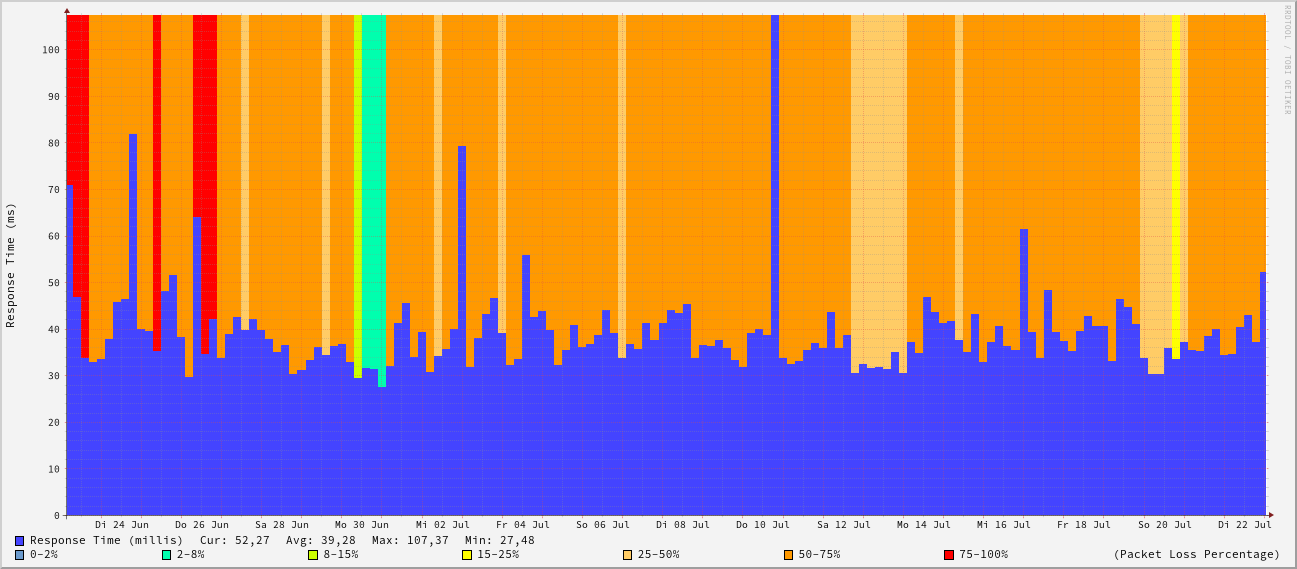 RRDTOOL / TOBI OETIKER
Response Time (ms)
100
90
80
70
60
50
40
30
20
10
0
Di 24 Jun Do 26 Jun Sa 28 Jun Mo 30 Jun Mi 02 Jul Fr 04 Jul So 06 Jul Di 08 Jul Do 10 Jul Sa 12 Jul Mo 14 Jul Mi 16 Jul Fr 18 Jul So 20 Jul Di 22 Jul
Response Time (millis) Cur: 52,27 Avg: 39,28 Max: 107,37 Min: 27,48
0-2% 2-8% 8-15% 15-25% 25-50% 50-75% 75-100% (Packet Loss Percentage)